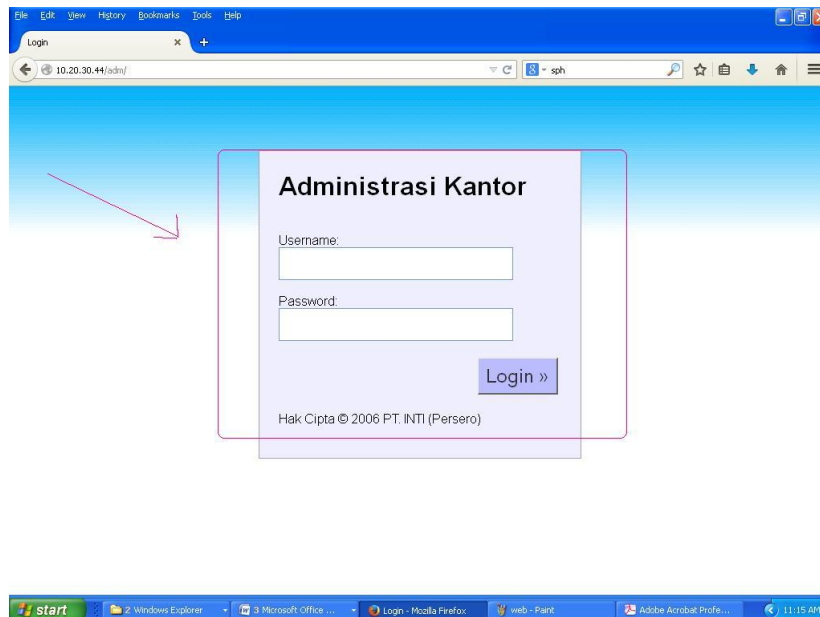 File Edit View History Bookmarks Tools Help
Login × +
10.20.30.44/adm/ 8 sph
Administrasi Kantor
Username:
Password:
Login »
Hak Cipta © 2006 PT. INTI (Persero)
start 2 Windows Explorer 3 Microsoft Office ... Login - Mozilla Firefox web - Paint Adobe Acrobat Profe... 11:15 AM